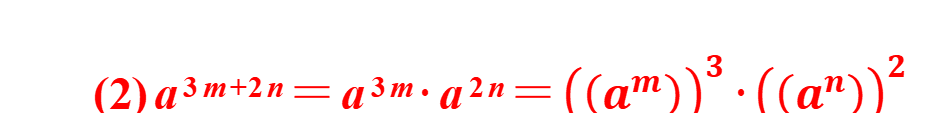 (2) a^{3m+2n} = a^{3m} · a^{2n} = ((a^m))^3 · ((a^n))^2